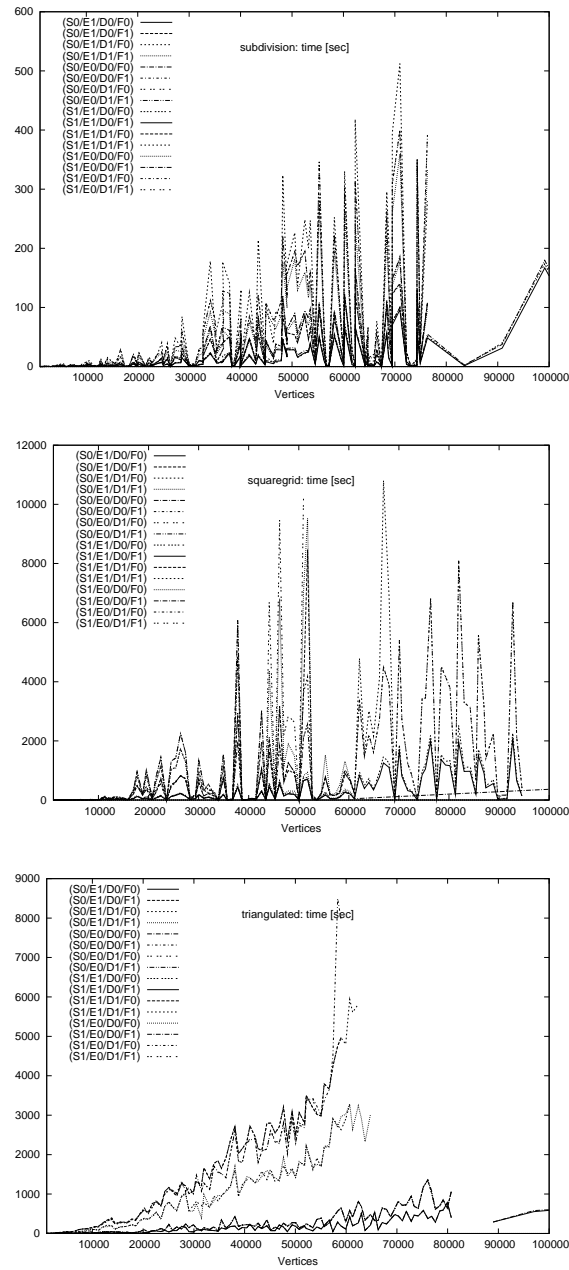 600
500
400
300
200
100
0
(S0/E1/D0/F0)
(S0/E1/D0/F1)
(S0/E1/D1/F0)
(S0/E1/D1/F1)
(S0/E0/D0/F0)
(S0/E0/D0/F1)
(S0/E0/D1/F0)
(S0/E0/D1/F1)
(S1/E1/D0/F0)
(S1/E1/D0/F1)
(S1/E1/D1/F0)
(S1/E1/D1/F1)
(S1/E0/D0/F0)
(S1/E0/D0/F1)
(S1/E0/D1/F0)
(S1/E0/D1/F1)
subdivision: time [sec]
10000 20000 30000 40000 50000 60000 70000 80000 90000 100000
Vertices
12000
10000
8000
6000
4000
2000
0
(S0/E1/D0/F0)
(S0/E1/D0/F1)
(S0/E1/D1/F0)
(S0/E1/D1/F1)
(S0/E0/D0/F0)
(S0/E0/D0/F1)
(S0/E0/D1/F0)
(S0/E0/D1/F1)
(S1/E1/D0/F0)
(S1/E1/D0/F1)
(S1/E1/D1/F0)
(S1/E1/D1/F1)
(S1/E0/D0/F0)
(S1/E0/D0/F1)
(S1/E0/D1/F0)
(S1/E0/D1/F1)
squaregrid: time [sec]
10000 20000 30000 40000 50000 60000 70000 80000 90000 100000
Vertices
9000
8000
7000
6000
5000
4000
3000
2000
1000
0
(S0/E1/D0/F0)
(S0/E1/D0/F1)
(S0/E1/D1/F0)
(S0/E1/D1/F1)
(S0/E0/D0/F0)
(S0/E0/D0/F1)
(S0/E0/D1/F0)
(S0/E0/D1/F1)
(S1/E1/D0/F0)
(S1/E1/D0/F1)
(S1/E1/D1/F0)
(S1/E1/D1/F1)
(S1/E0/D0/F0)
(S1/E0/D0/F1)
(S1/E0/D1/F0)
(S1/E0/D1/F1)
triangulated: time [sec]
10000 20000 30000 40000 50000 60000 70000 80000 90000 100000
Vertices